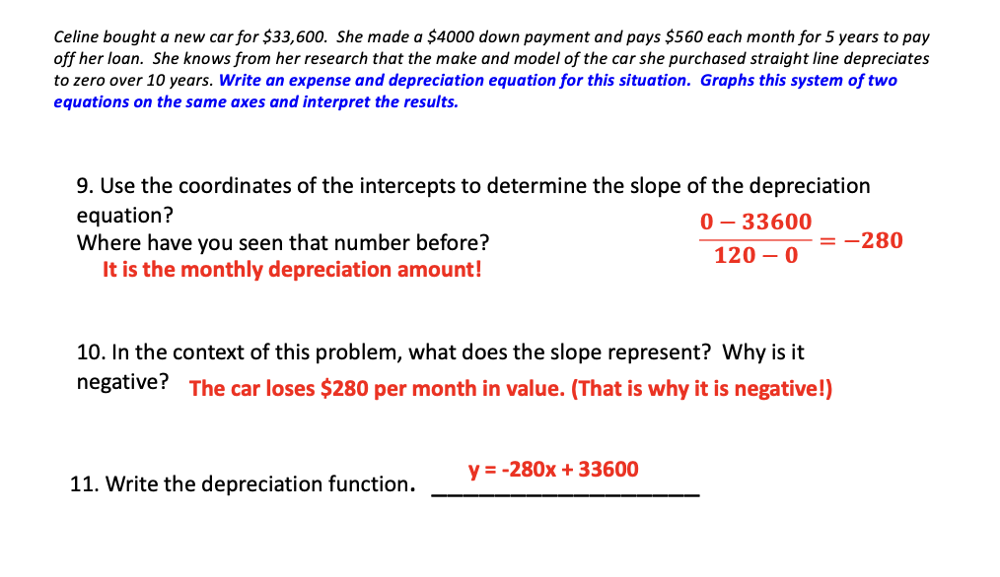 Celine bought a new car for $33,600.  She made a $4000 down payment and pays $560 each month for 5 years to pay
off her loan.  She knows from her research that the make and model of the car she purchased straight line depreciates
to zero over 10 years. Write an expense and depreciation equation for this situation.  Graphs this system of two
equations on the same axes and interpret the results.
9. Use the coordinates of the intercepts to determine the slope of the depreciation
equation?
Where have you seen that number before?
It is the monthly depreciation amount!
0 − 33600
120 − 0
= −280
10. In the context of this problem, what does the slope represent?  Why is it
negative?
The car loses $280 per month in value. (That is why it is negative!)
y = -280x + 33600
11. Write the depreciation function. __________________